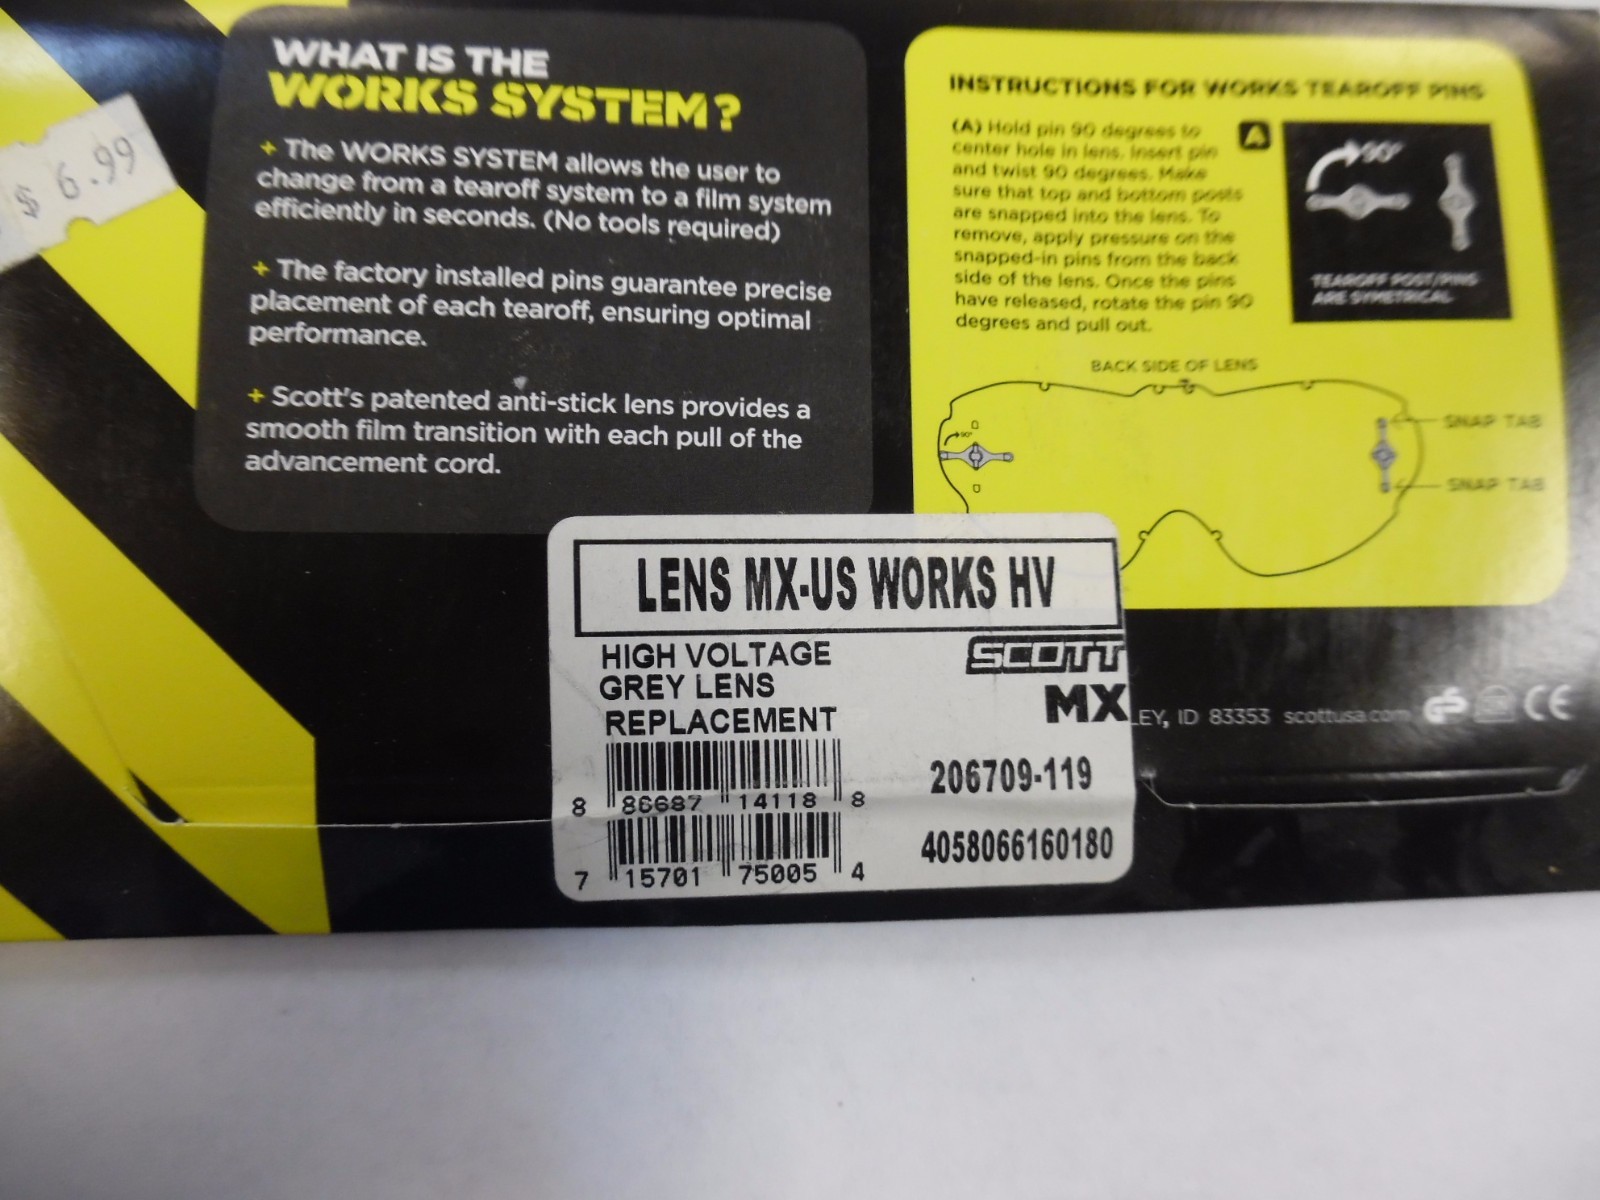 $ 6.99
WHAT IS THE
WORKS SYSTEM?
+ The WORKS SYSTEM allows the user to
change from a tearoff system to a film system
efficiently in seconds. (No tools required)
+ The factory installed pins guarantee precise
placement of each tearoff, ensuring optimal
performance.
+ Scott's patented anti-stick lens provides a
smooth film transition with each pull of the
advancement cord.
INSTRUCTIONS FOR WORKS TEAROFF PINS
(A) Hold pin 90 degrees to
center hole in lens. Insert pin
and twist 90 degrees. Make
sure that top and bottom posts
are snapped into the lens. To
remove, apply pressure on the
snapped-in pins from the back
side of the lens. Once the pins
have released, rotate the pin 90
degrees and pull out.
A
90°
TEAROFF POST/PINS
ARE SYMETRICAL
BACK SIDE OF LENS
90°
SNAP TAB
SNAP TAB
LENS MX-US WORKS HV
HIGH VOLTAGE
GREY LENS
REPLACEMENT
SCOTT
MX
8 86687 14118 8
7 15701 75005 4
206709-119
4058066160180
LEY, ID 83353 scottusa.com
CE